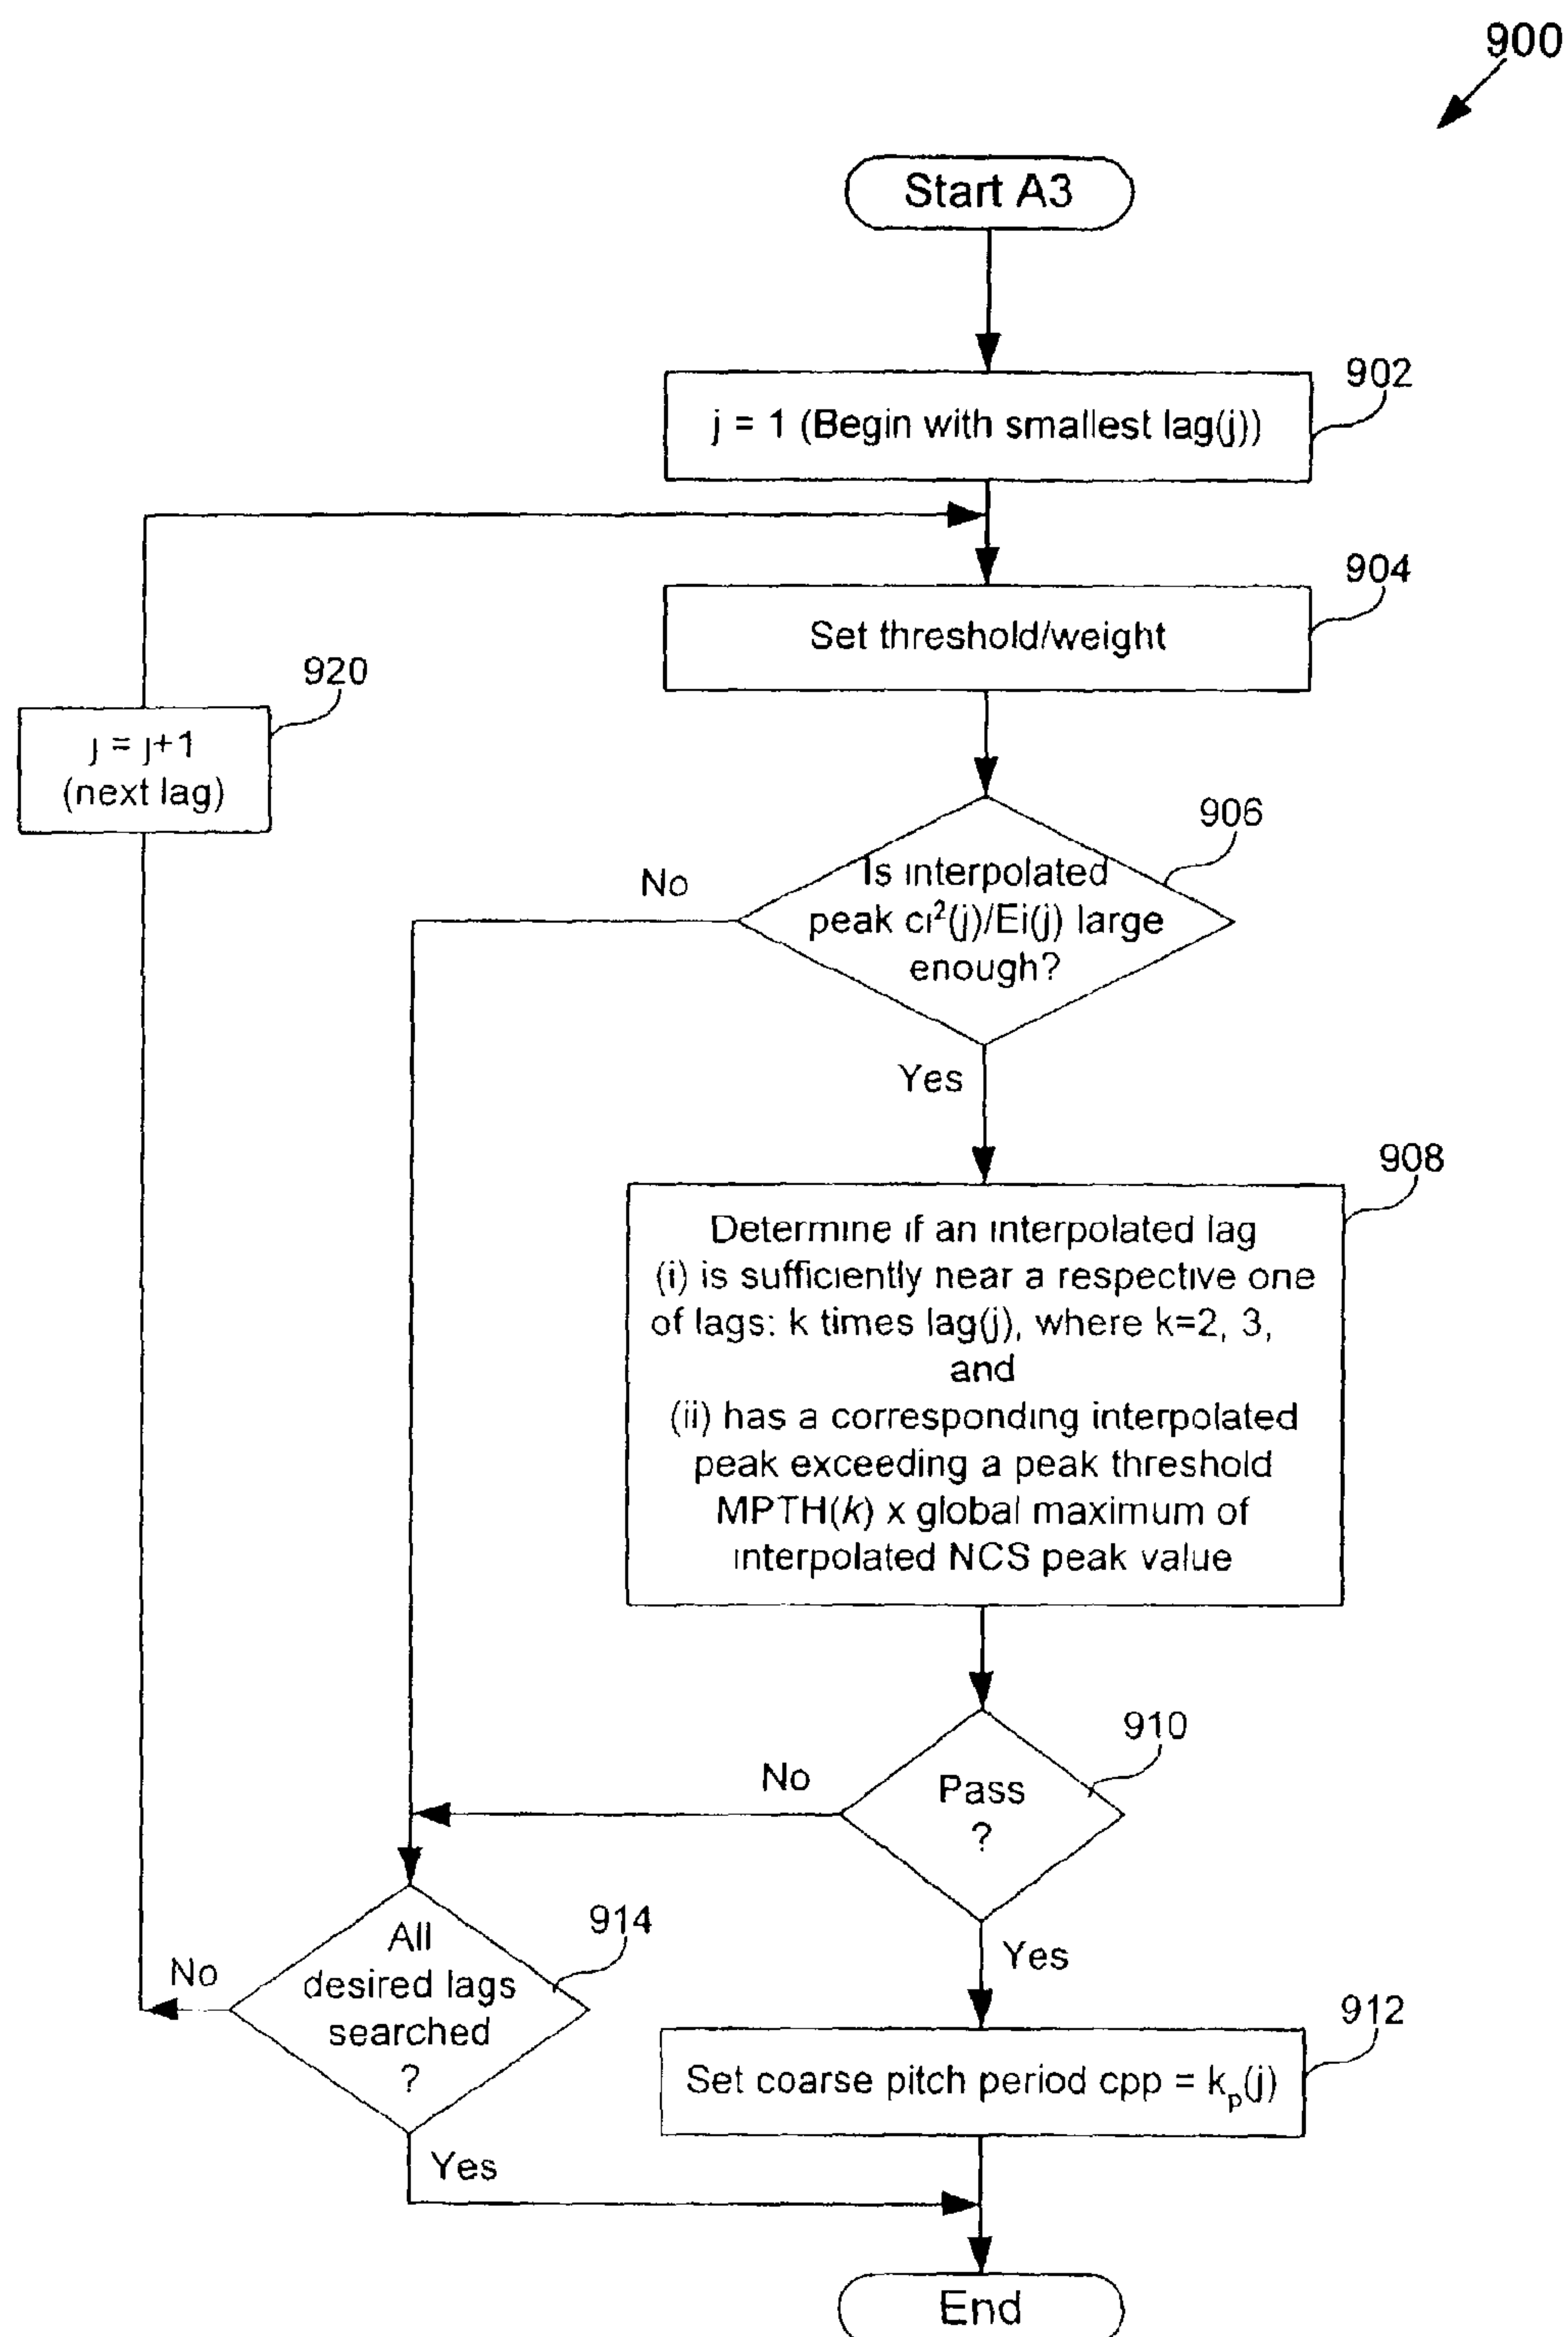 900
Start A3
902
j = 1 (Begin with smallest lag(j))
904
Set threshold/weight
920
j = j+1
(next lag)
906
Is interpolated
peak ci²(j)/Ei(j) large
enough?
No
Yes
908
Determine if an interpolated lag
(i) is sufficiently near a respective one
of lags: k times lag(j), where k=2, 3,
and
(ii) has a corresponding interpolated
peak exceeding a peak threshold
MPTH(k) x global maximum of
interpolated NCS peak value
910
Pass
?
No
Yes
914
All
desired lags
searched
?
No
Yes
912
Set coarse pitch period cpp = kₚ(j)
End